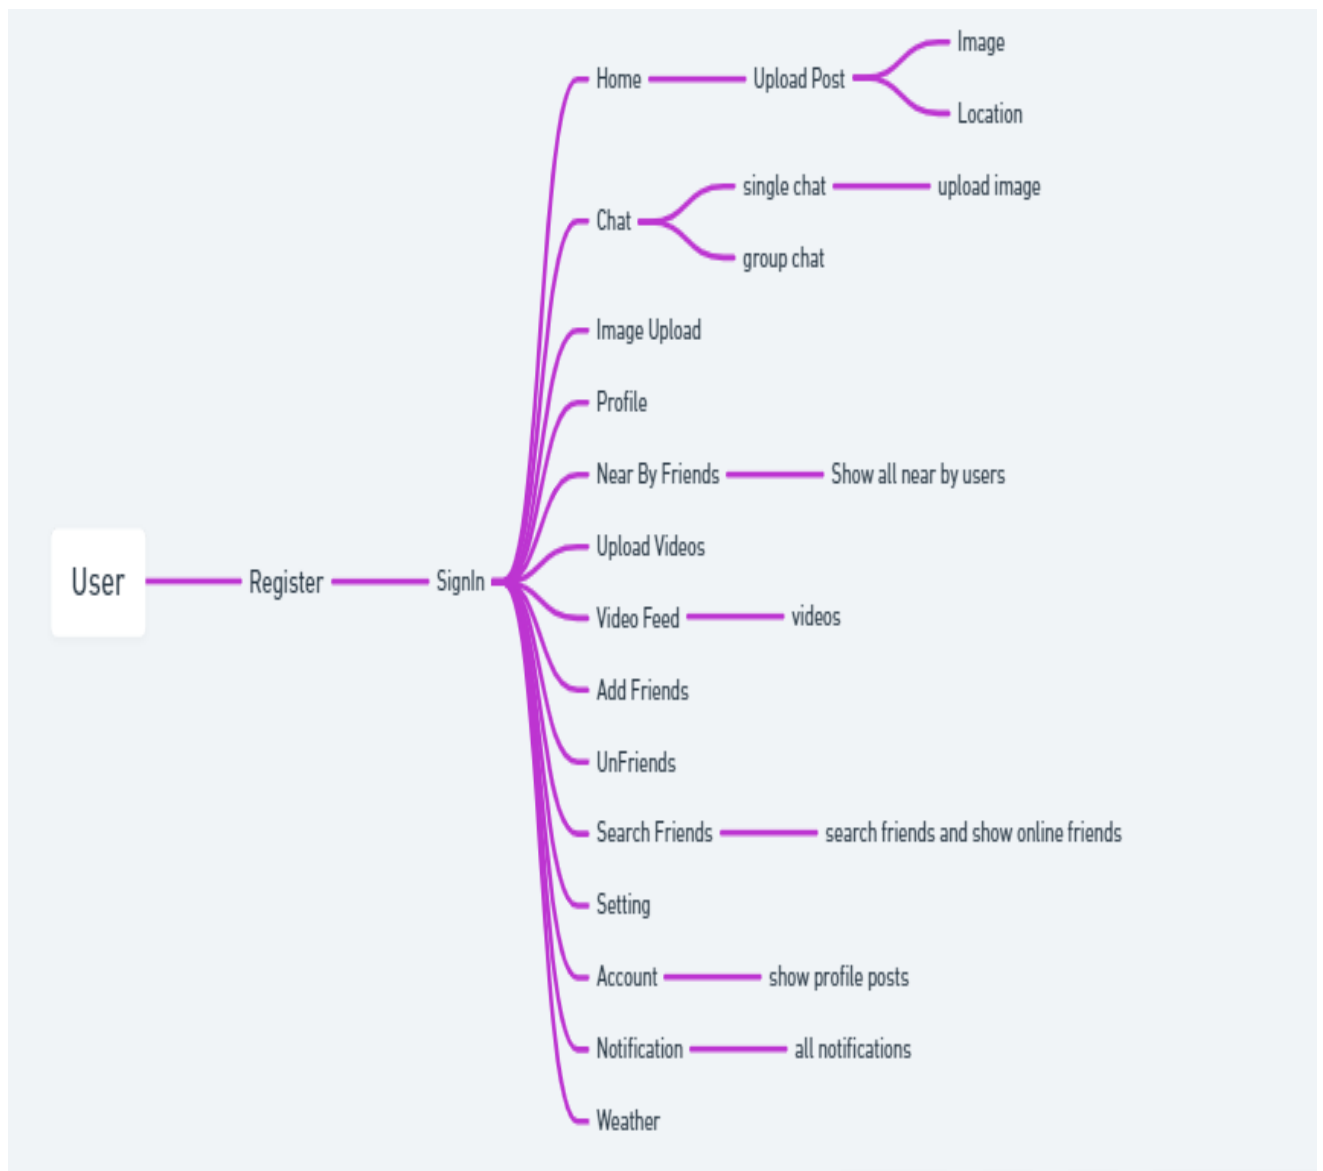 User
Register
SignIn
Home
Upload Post
Image
Location
Chat
single chat
upload image
group chat
Image Upload
Profile
Near By Friends
Show all near by users
Upload Videos
Video Feed
videos
Add Friends
UnFriends
Search Friends
search friends and show online friends
Setting
Account
show profile posts
Notification
all notifications
Weather